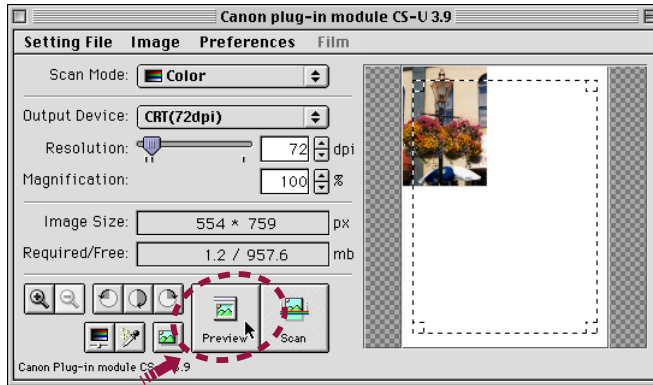 Canon plug-in module CS-U 3.9
Setting File Image Preferences Film
Scan Mode: Color
Output Device: CRT(72dpi)
Resolution: 72 dpi
Magnification: 100 %
Image Size: 554 * 759 px
Required/Free: 1.2 / 957.6 mb
Preview Scan
Canon Plug-in module CS 3.9